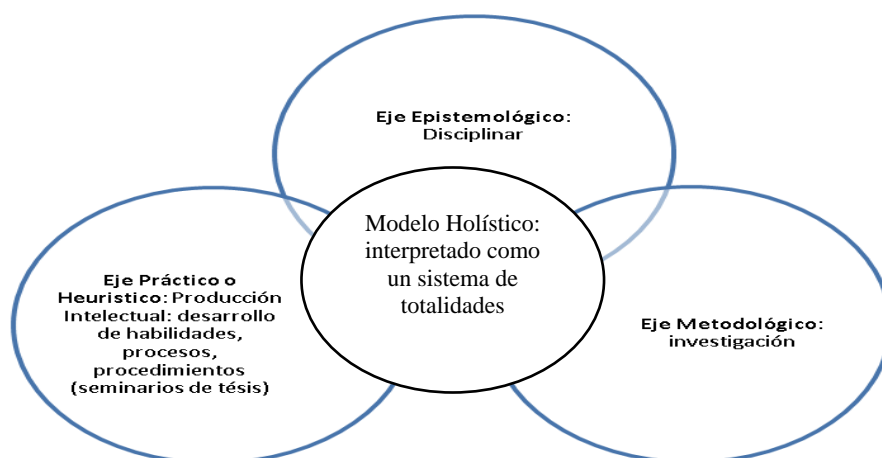 Eje Epistemológico:
Disciplinar
Modelo Holístico:
interpretado como
un sistema de
totalidades
Eje Práctico o
Heuristico: Producción
Intelectual: desarrollo
de habilidades,
procesos,
procedimientos
(seminarios de tésis)
Eje Metodológico:
investigación